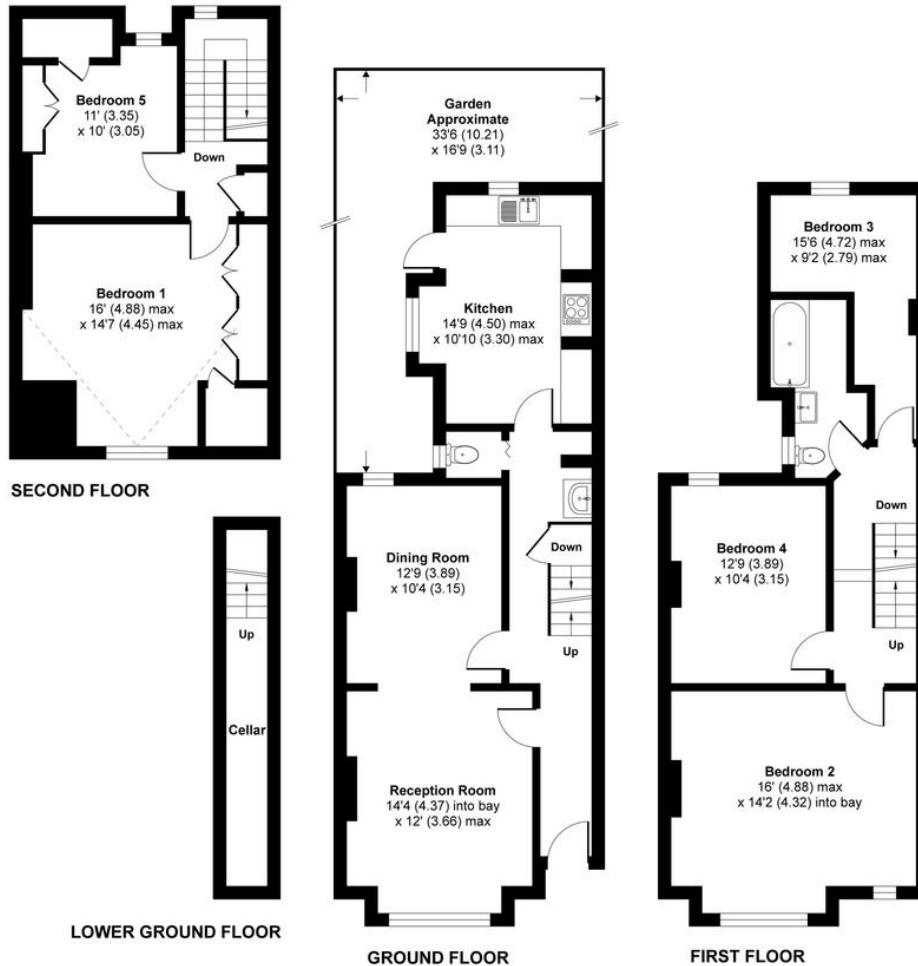 Bedroom 5
11' (3.35)
x 10' (3.05)
Down
Bedroom 1
16' (4.88) max
x 14'7 (4.45) max
SECOND FLOOR
Up
Cellar
LOWER GROUND FLOOR
Garden
Approximate
33'6 (10.21)
x 16'9 (3.11)
Kitchen
14'9 (4.50) max
x 10'10 (3.30) max
Dining Room
12'9 (3.89)
x 10'4 (3.15)
Down
Up
Reception Room
14'4 (4.37) into bay
x 12' (3.66) max
GROUND FLOOR
Bedroom 3
15'6 (4.72) max
x 9'2 (2.79) max
Down
Bedroom 4
12'9 (3.89)
x 10'4 (3.15)
Up
Bedroom 2
16' (4.88) max
x 14'2 (4.32) into bay
FIRST FLOOR